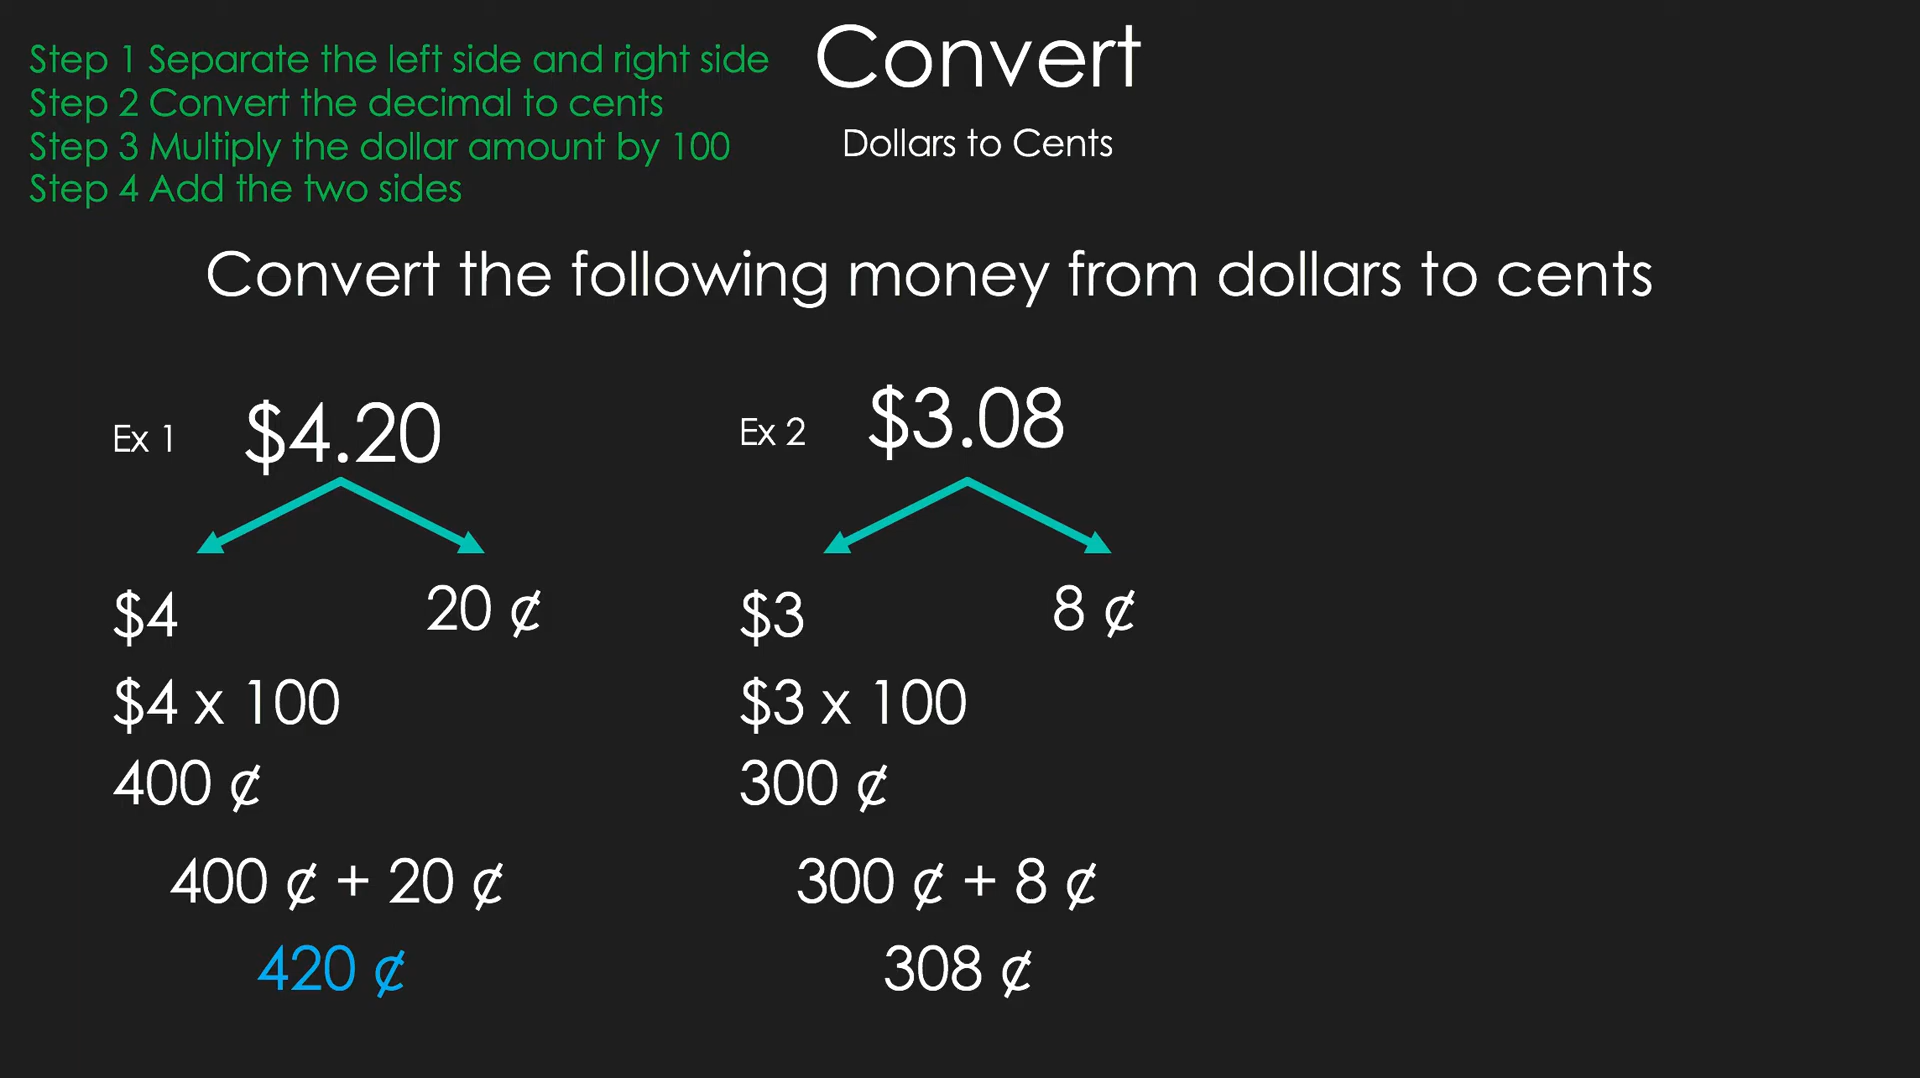 Step 1 Separate the left side and right side
Step 2 Convert the decimal to cents
Step 3 Multiply the dollar amount by 100
Step 4 Add the two sides
Convert
Dollars to Cents
Convert the following money from dollars to cents
Ex 1 $4.20
$4 20 ¢
$4 x 100
400 ¢
400 ¢ + 20 ¢
420 ¢
Ex 2 $3.08
$3 8 ¢
$3 x 100
300 ¢
300 ¢ + 8 ¢
308 ¢